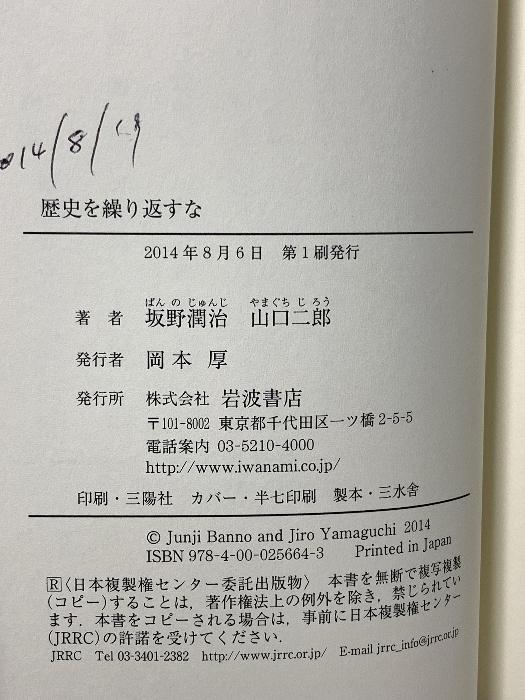 014/8/19
歴史を繰り返すな
2014年8月6日　第1刷発行
ばん の じゅんじ　やまぐち じ ろう
著　者　坂野潤治　山口二郎
発行者　岡本 厚
発行所　株式会社 岩波書店
〒101-8002 東京都千代田区一ツ橋2-5-5
電話案内 03-5210-4000
http://www.iwanami.co.jp/
印刷・三陽社　カバー・半七印刷　製本・三水舎
© Junji Banno and Jiro Yamaguchi 2014
ISBN 978-4-00-025664-3　Printed in Japan
Ⓡ〈日本複製権センター委託出版物〉　本書を無断で複写複製
(コピー)することは，著作権法上の例外を除き，禁じられてい
ます．本書をコピーされる場合は，事前に日本複製権センター
(JRRC)の許諾を受けてください．
JRRC　Tel 03-3401-2382　http://www.jrrc.or.jp/　E-mail jrrc_info@jrrc.or.jp